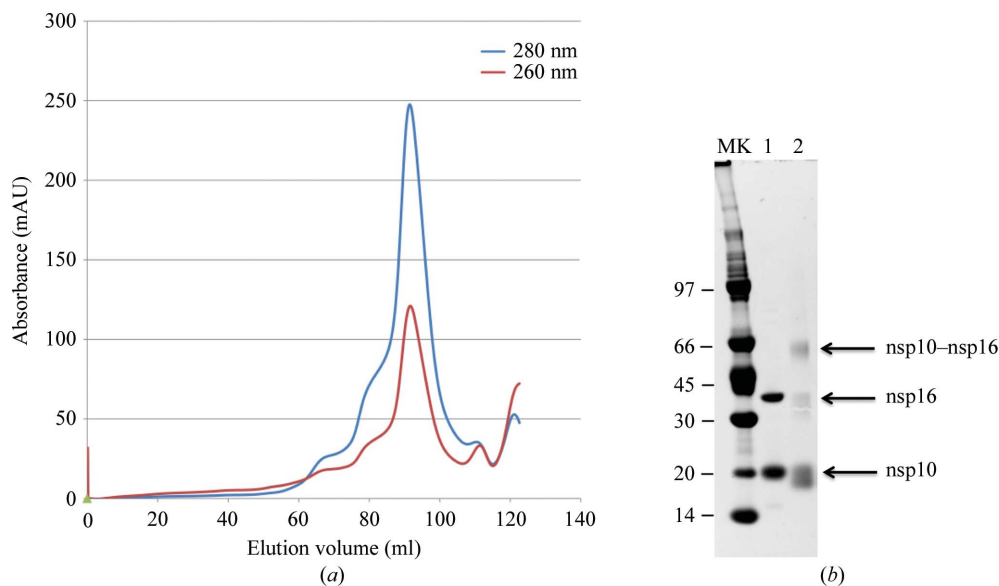 300
250
200
150
100
50
0
Absorbance (mAU)
280 nm
260 nm
0 20 40 60 80 100 120 140
Elution volume (ml)
(a)
MK 1 2
97
66
45
30
20
14
nsp10–nsp16
nsp16
nsp10
(b)